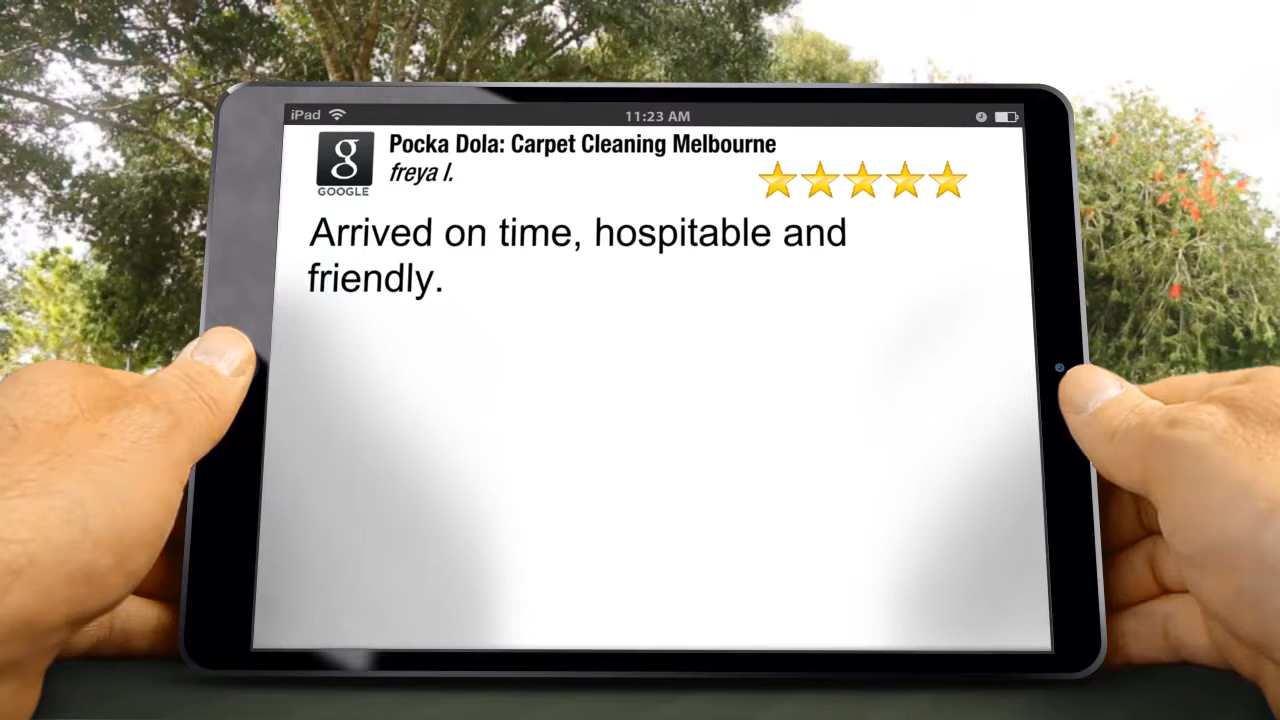 iPad
11:23 AM
g
GOOGLE
Pocka Dola: Carpet Cleaning Melbourne
freya l.
Arrived on time, hospitable and
friendly.